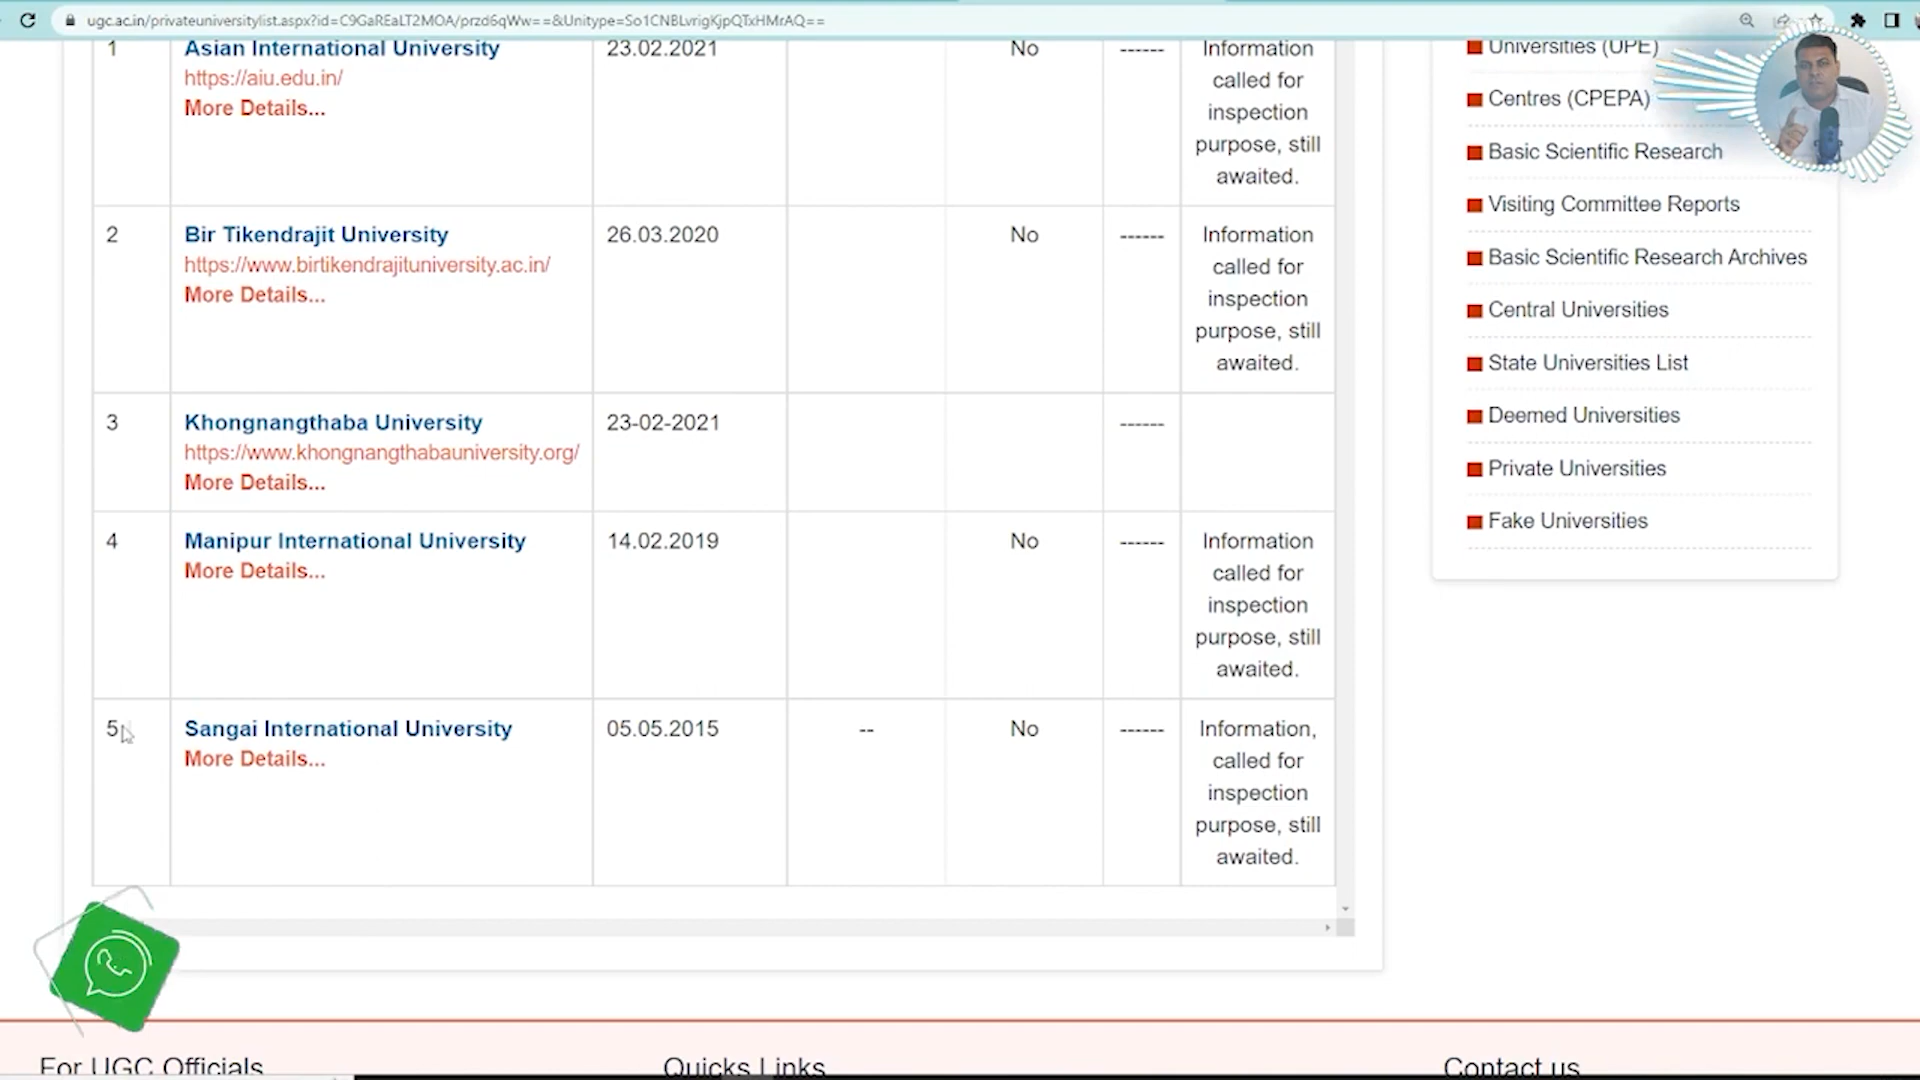 ugc.ac.in/privateuniversitylist.aspx?id=C9GaREaLT2MOA/przd6qWw==&Unitype=So1CNBLvrigKjpQTxHMrAQ==
1
Asian International University
https://aiu.edu.in/
More Details...
23.02.2021
No
------
Information
called for
inspection
purpose, still
awaited.
2
Bir Tikendrajit University
https://www.birtikendrajituniversity.ac.in/
More Details...
26.03.2020
No
------
Information
called for
inspection
purpose, still
awaited.
3
Khongnangthaba University
https://www.khongnangthabauniversity.org/
More Details...
23-02-2021
------
4
Manipur International University
More Details...
14.02.2019
No
------
Information
called for
inspection
purpose, still
awaited.
5
Sangai International University
More Details...
05.05.2015
--
No
------
Information,
called for
inspection
purpose, still
awaited.
Universities (UPE)
Centres (CPEPA)
Basic Scientific Research
Visiting Committee Reports
Basic Scientific Research Archives
Central Universities
State Universities List
Deemed Universities
Private Universities
Fake Universities
For UGC Officials
Quicks Links
Contact us